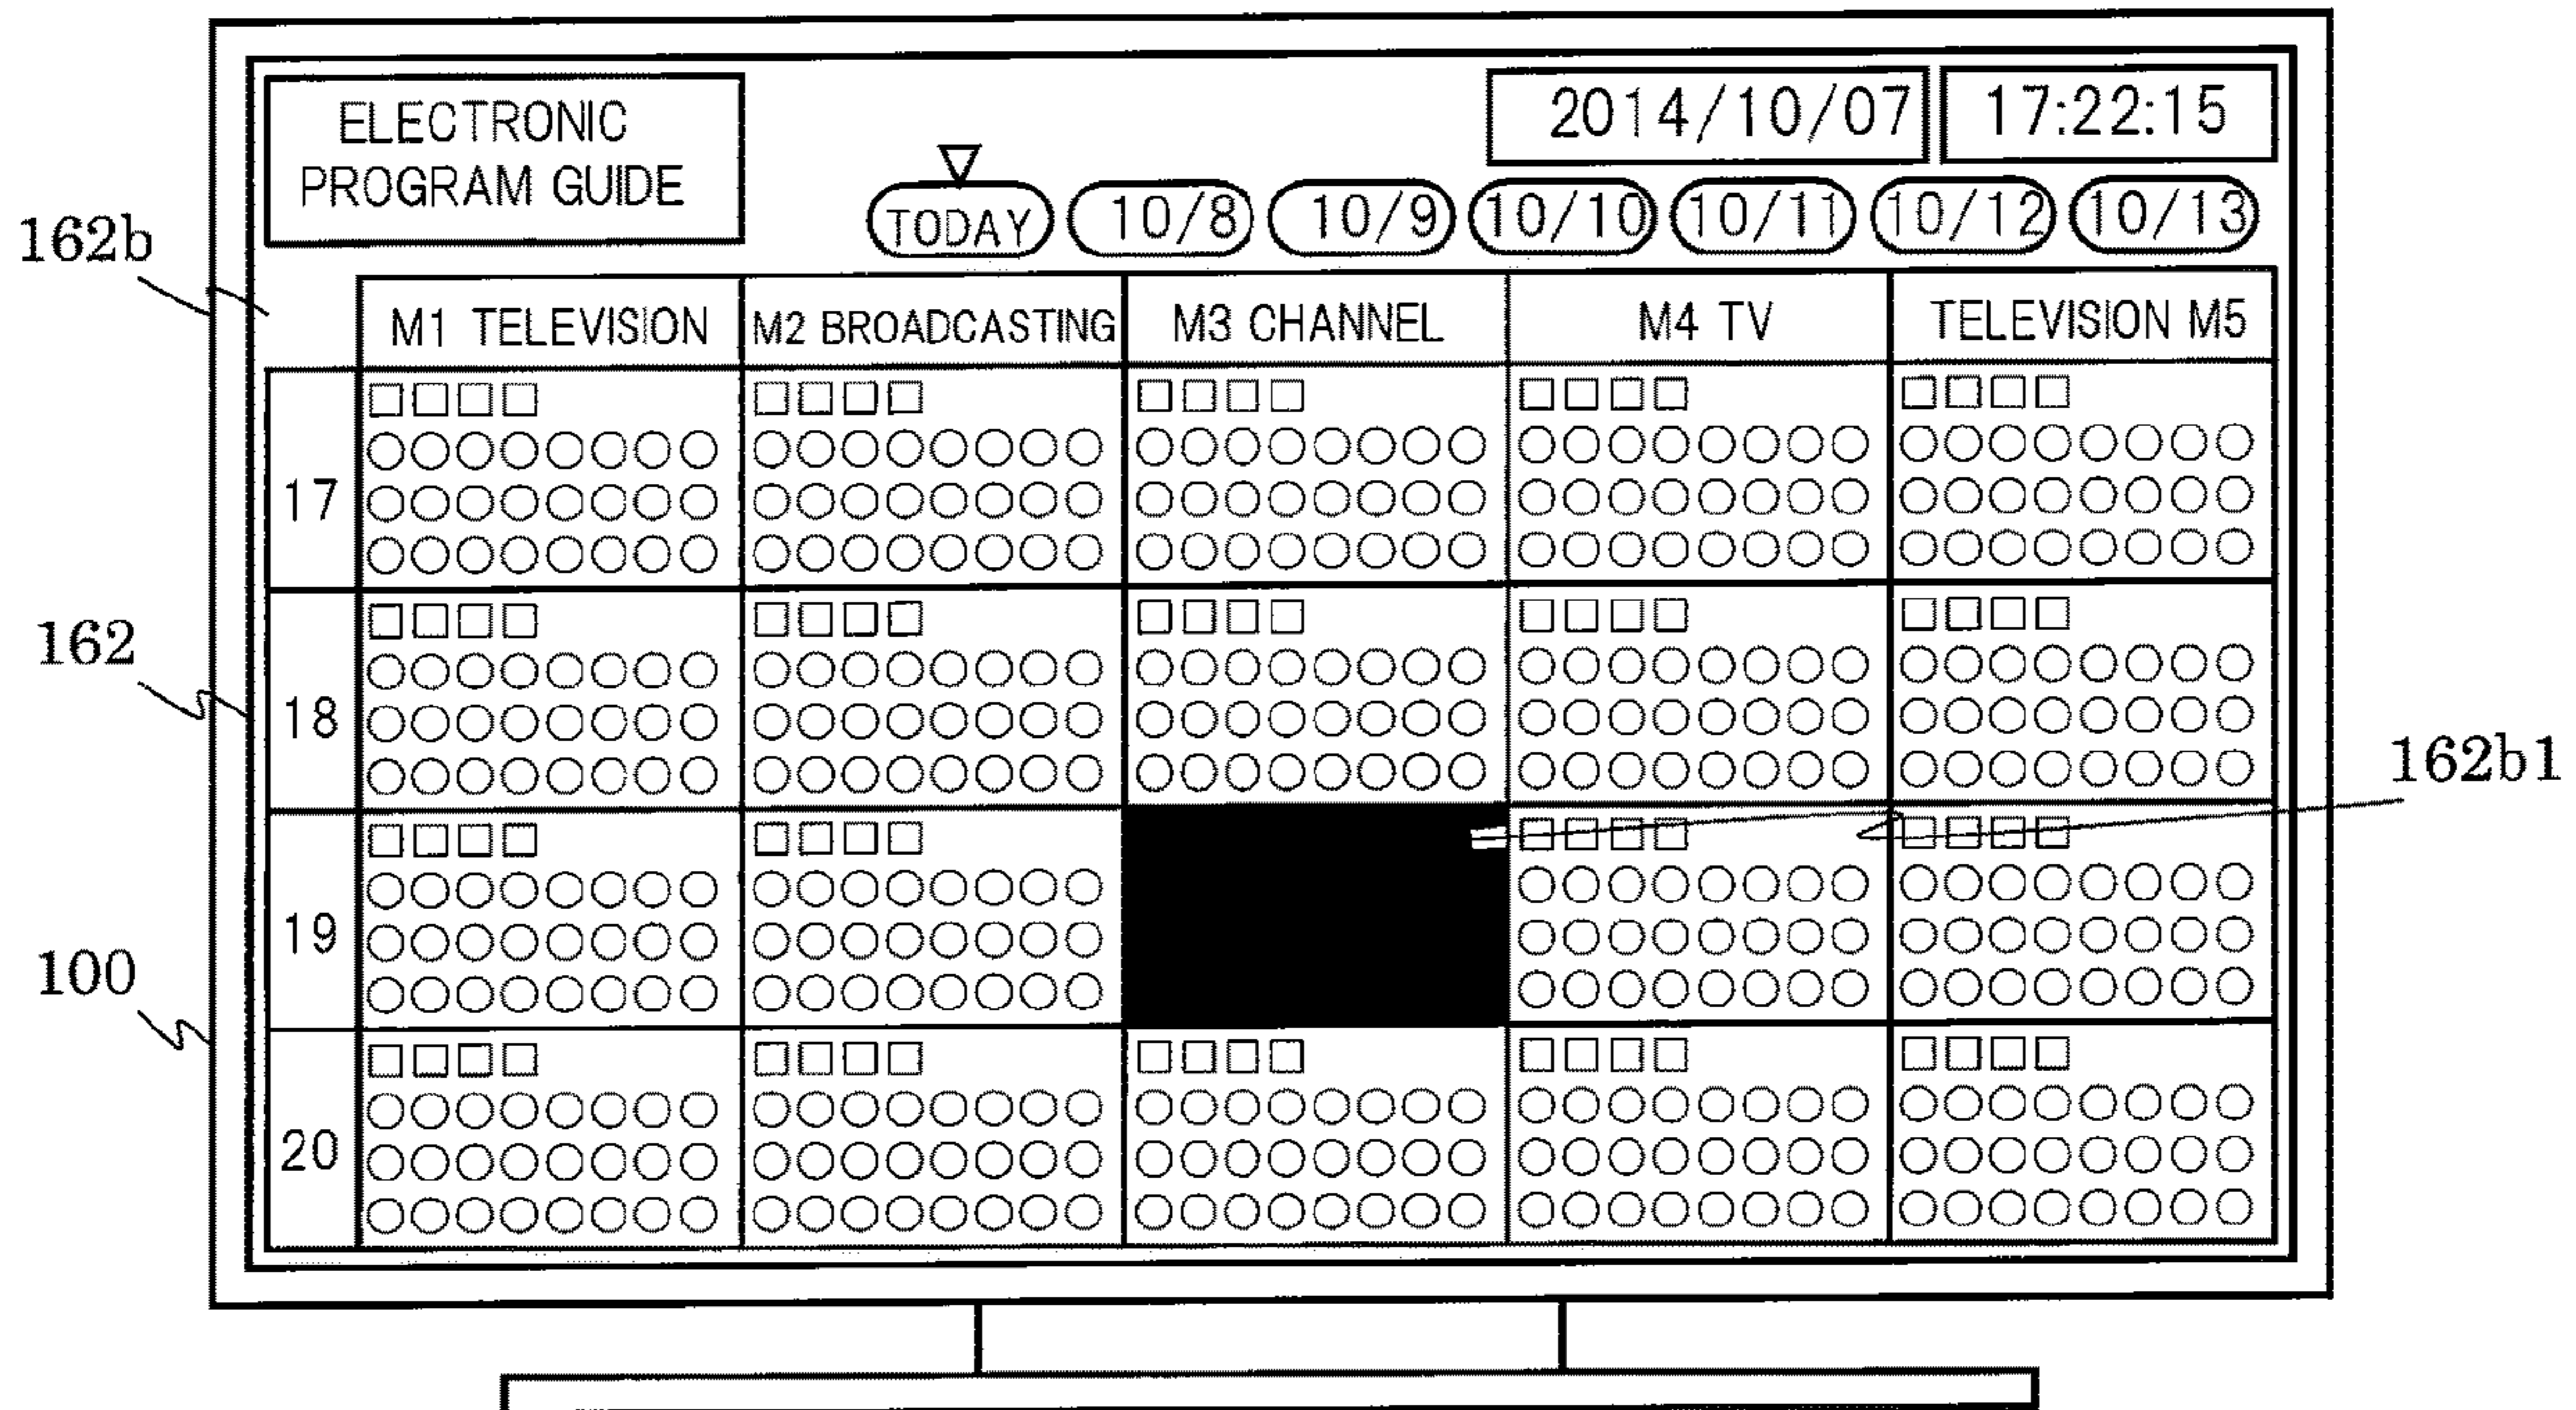 ELECTRONIC
PROGRAM GUIDE
2014/10/07 17:22:15
TODAY 10/8 10/9 10/10 10/11 10/12 10/13
162b
M1 TELEVISION M2 BROADCASTING M3 CHANNEL M4 TV TELEVISION M5
□□□□ □□□□ □□□□ □□□□ □□□□
○○○○○○○○ ○○○○○○○○ ○○○○○○○○ ○○○○○○○○ ○○○○○○○○
17 ○○○○○○○○ ○○○○○○○○ ○○○○○○○○ ○○○○○○○○ ○○○○○○○○
○○○○○○○○ ○○○○○○○○ ○○○○○○○○ ○○○○○○○○ ○○○○○○○○
□□□□ □□□□ □□□□ □□□□ □□□□
162
○○○○○○○○ ○○○○○○○○ ○○○○○○○○ ○○○○○○○○ ○○○○○○○○
18 ○○○○○○○○ ○○○○○○○○ ○○○○○○○○ ○○○○○○○○ ○○○○○○○○
○○○○○○○○ ○○○○○○○○ ○○○○○○○○ ○○○○○○○○ ○○○○○○○○
162b1
□□□□ □□□□ □□□□ □□□□
○○○○○○○○ ○○○○○○○○ ○○○○○○○○ ○○○○○○○○
19 ○○○○○○○○ ○○○○○○○○ ○○○○○○○○ ○○○○○○○○
100
○○○○○○○○ ○○○○○○○○ ○○○○○○○○ ○○○○○○○○
□□□□ □□□□ □□□□ □□□□ □□□□
○○○○○○○○ ○○○○○○○○ ○○○○○○○○ ○○○○○○○○ ○○○○○○○○
20 ○○○○○○○○ ○○○○○○○○ ○○○○○○○○ ○○○○○○○○ ○○○○○○○○
○○○○○○○○ ○○○○○○○○ ○○○○○○○○ ○○○○○○○○ ○○○○○○○○